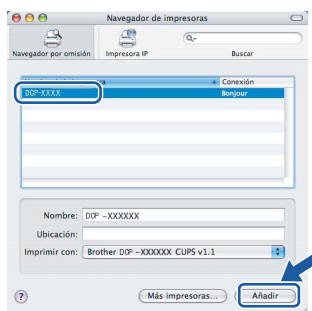 Navegador de impresoras
Q-
Navegador por omisión Impresora IP Buscar
Conexión
DCP-XXXX Bonjour
Nombre: DCP -XXXXXX
Ubicación:
Imprimir con: Brother DCP -XXXXXX CUPS v1.1
? Más impresoras... Añadir